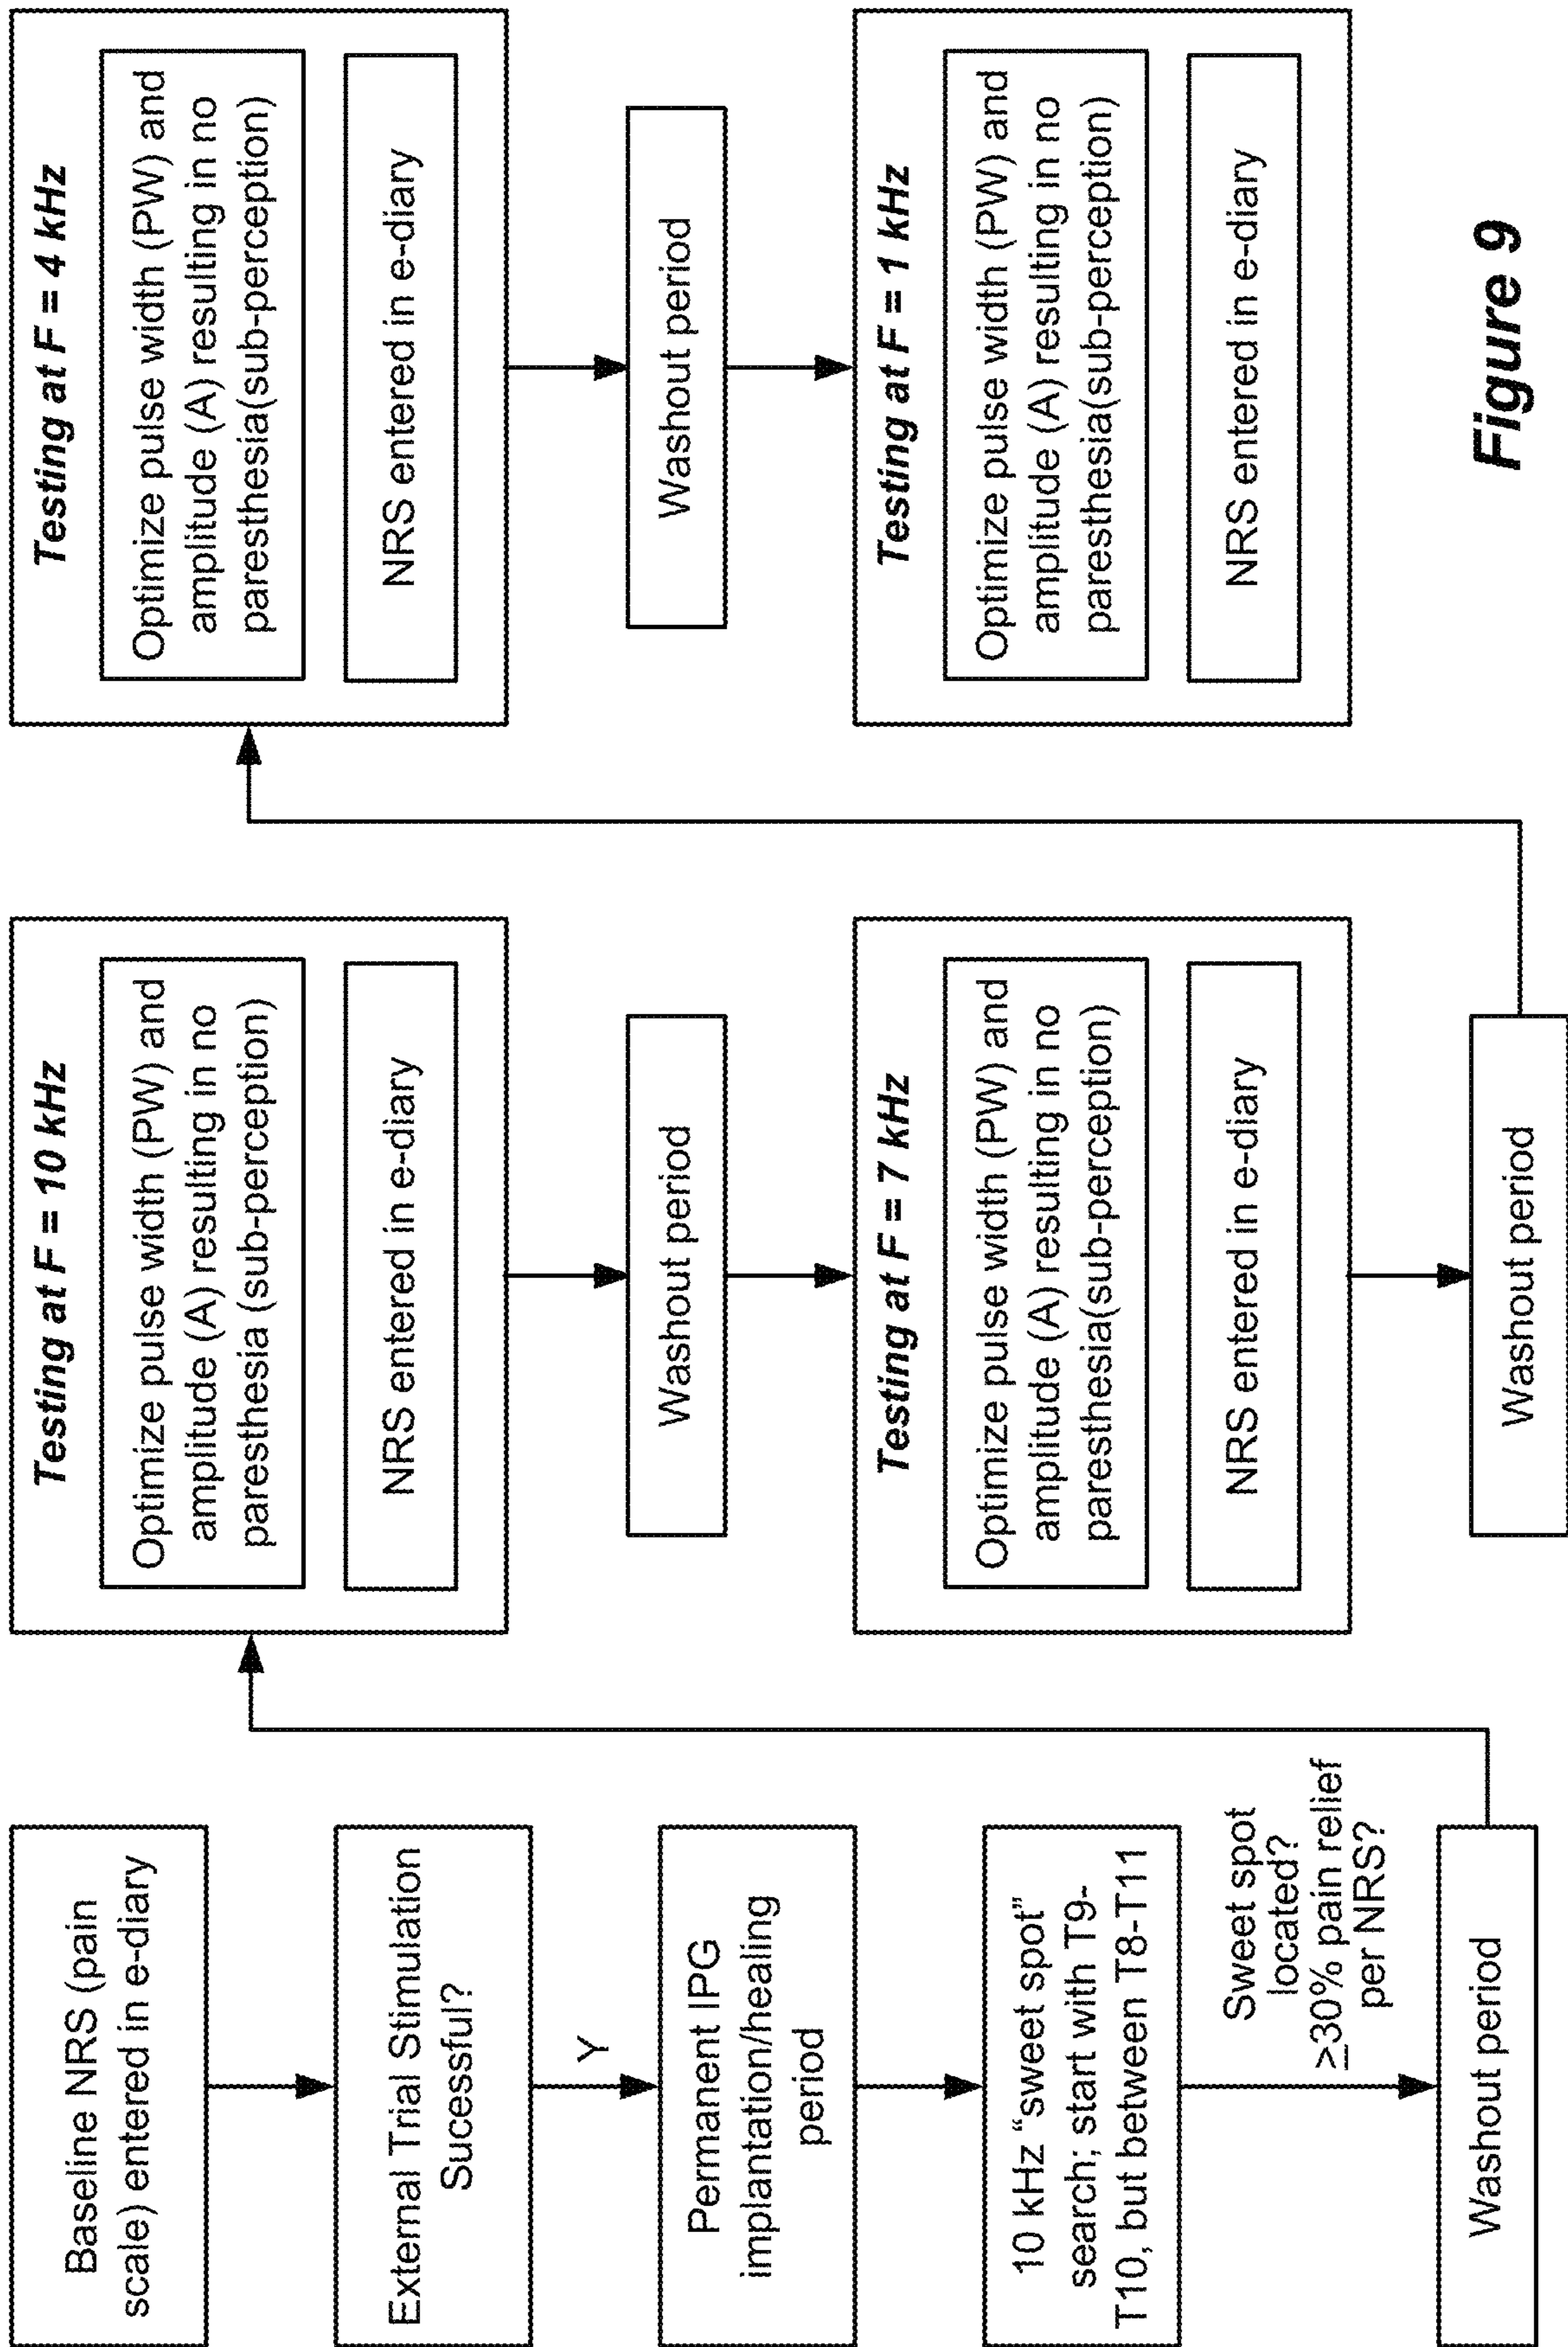 Baseline NRS (pain
scale) entered in e-diary
External Trial Stimulation
Sucessful?
Y
Permanent IPG
implantation/healing
period
10 kHz “sweet spot”
search; start with T9-
T10, but between T8-T11
Sweet spot
located?
≥30% pain relief
per NRS?
Washout period
Testing at F = 10 kHz
Optimize pulse width (PW) and
amplitude (A) resulting in no
paresthesia (sub-perception)
NRS entered in e-diary
Washout period
Testing at F = 7 kHz
Optimize pulse width (PW) and
amplitude (A) resulting in no
paresthesia(sub-perception)
NRS entered in e-diary
Washout period
Testing at F = 4 kHz
Optimize pulse width (PW) and
amplitude (A) resulting in no
paresthesia(sub-perception)
NRS entered in e-diary
Washout period
Testing at F = 1 kHz
Optimize pulse width (PW) and
amplitude (A) resulting in no
paresthesia(sub-perception)
NRS entered in e-diary
Figure 9